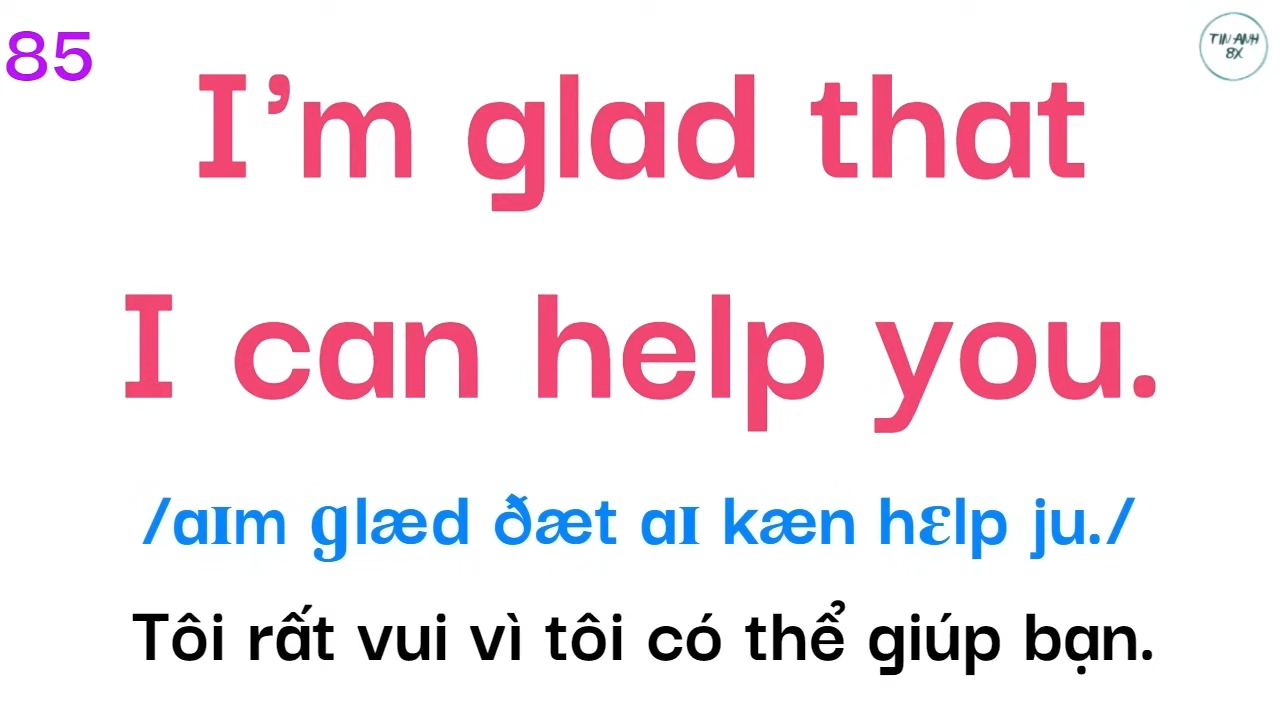 85
TIN ANH
8X
I’m glad that
I can help you.
/aɪm ɡlæd ðæt aɪ kæn hɛlp ju./
Tôi rất vui vì tôi có thể giúp bạn.